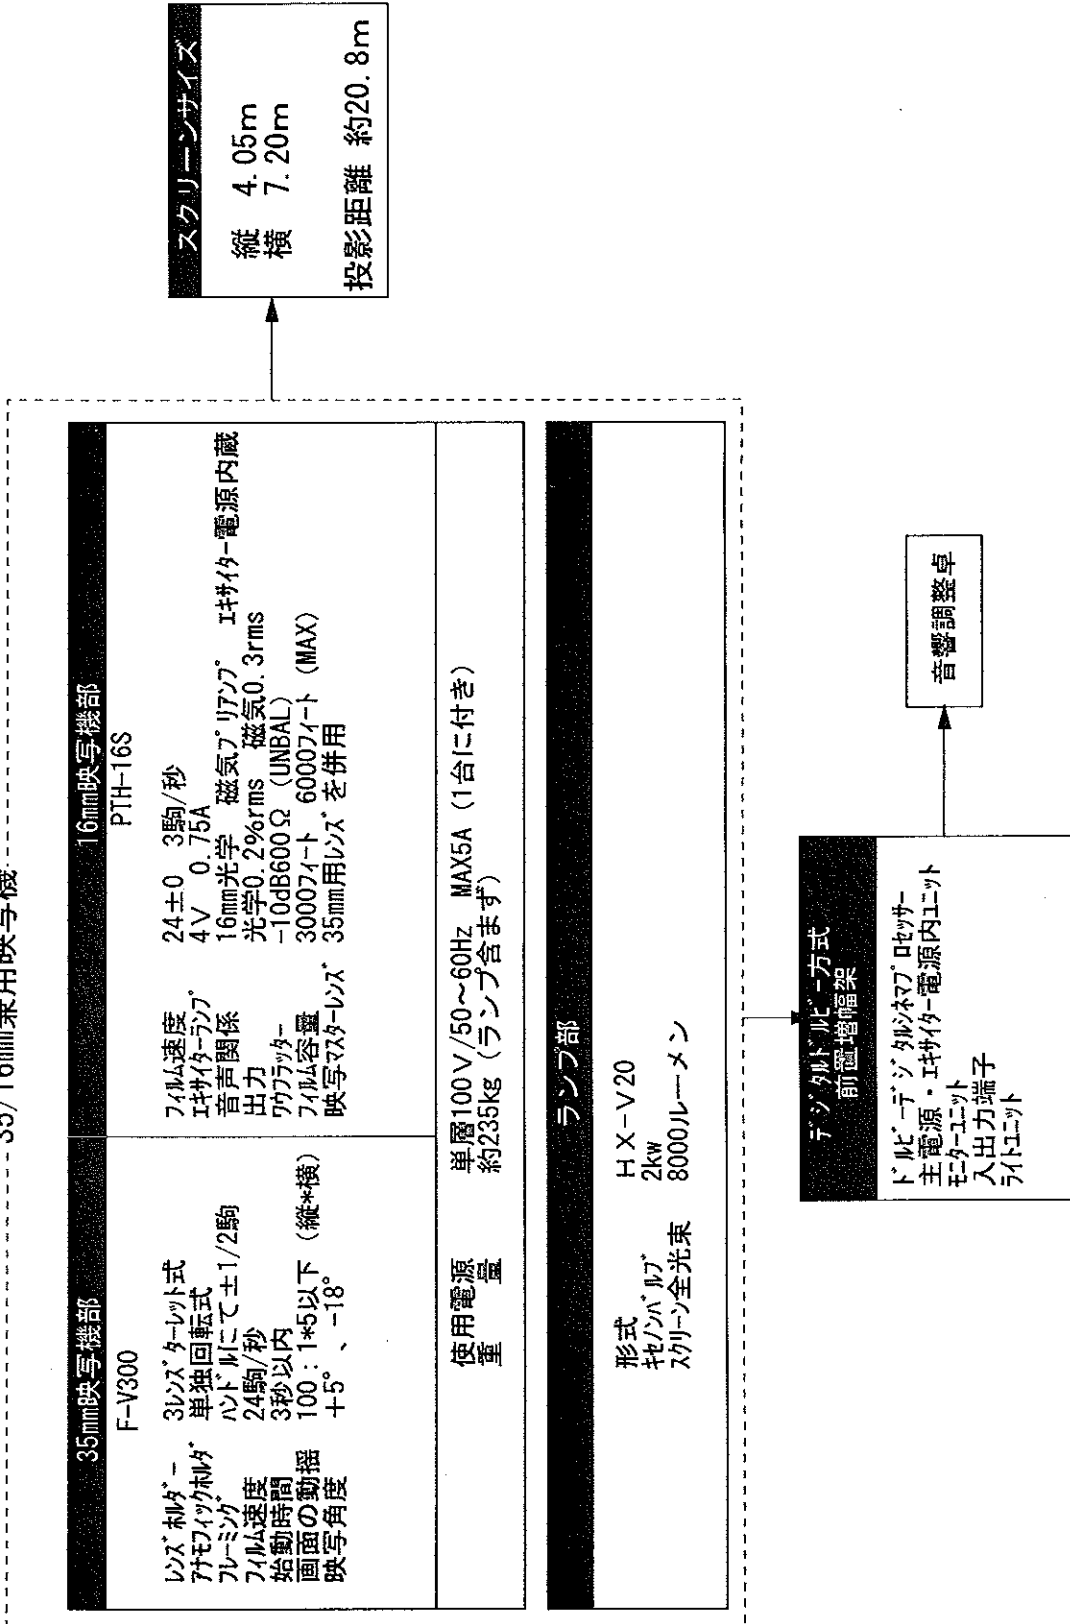 35/16mm兼用映写機
35mm映写機部
F-V300
レンズホルダー 3レンズターレット式
アナモフィックホルダ 単独回転式
フレーミング ハンドルにて±1/2駒
フィルム速度 24駒/秒
始動時間 3秒以内
画面の動揺 100:1*5以下 (縦*横)
映写角度 +5°、-18°
16mm映写機部
PTH-16S
フィルム速度 24±0 3駒/秒
エキサイターランプ 4V 0.75A
音声関係 16mm光学 磁気プリアンプ エキサイター電源内蔵
出力 光学0.2%rms 磁気0.3rms
ワウフラッター -10dB600Ω (UNBAL)
フィルム容量 3000フィート 6000フィート (MAX)
映写マスターレンズ 35mm用レンズを併用
使用電源 単層100V/50~60Hz MAX5A (1台に付き)
重量 約235kg (ランプ含まず)
ランプ部
形式 HX-V20
キセノンバルブ 2kw
スクリーン全光束 8000ルーメン
スクリーンサイズ
縦 4.05m
横 7.20m
投影距離 約20.8m
デジタルドルビー方式
前置増幅架
ドルビーデジタルシネマプロセッサー
主電源・エキサイター電源内ユニット
モニターユニット
入出力端子
ライトユニット
音響調整卓